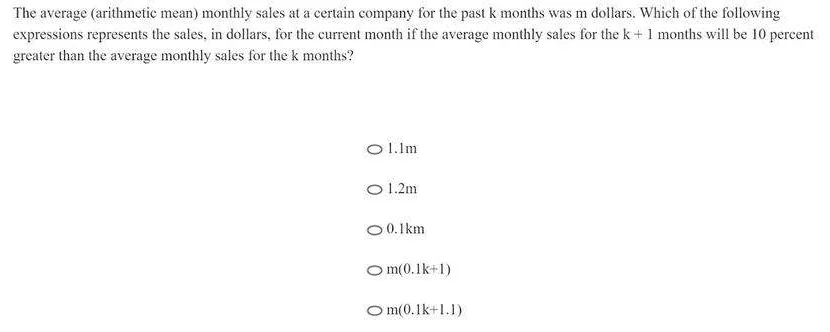 The average (arithmetic mean) monthly sales at a certain company for the past k months was m dollars. Which of the following
expressions represents the sales, in dollars, for the current month if the average monthly sales for the k + 1 months will be 10 percent
greater than the average monthly sales for the k months?
1.1m
1.2m
0.1km
m(0.1k+1)
m(0.1k+1.1)